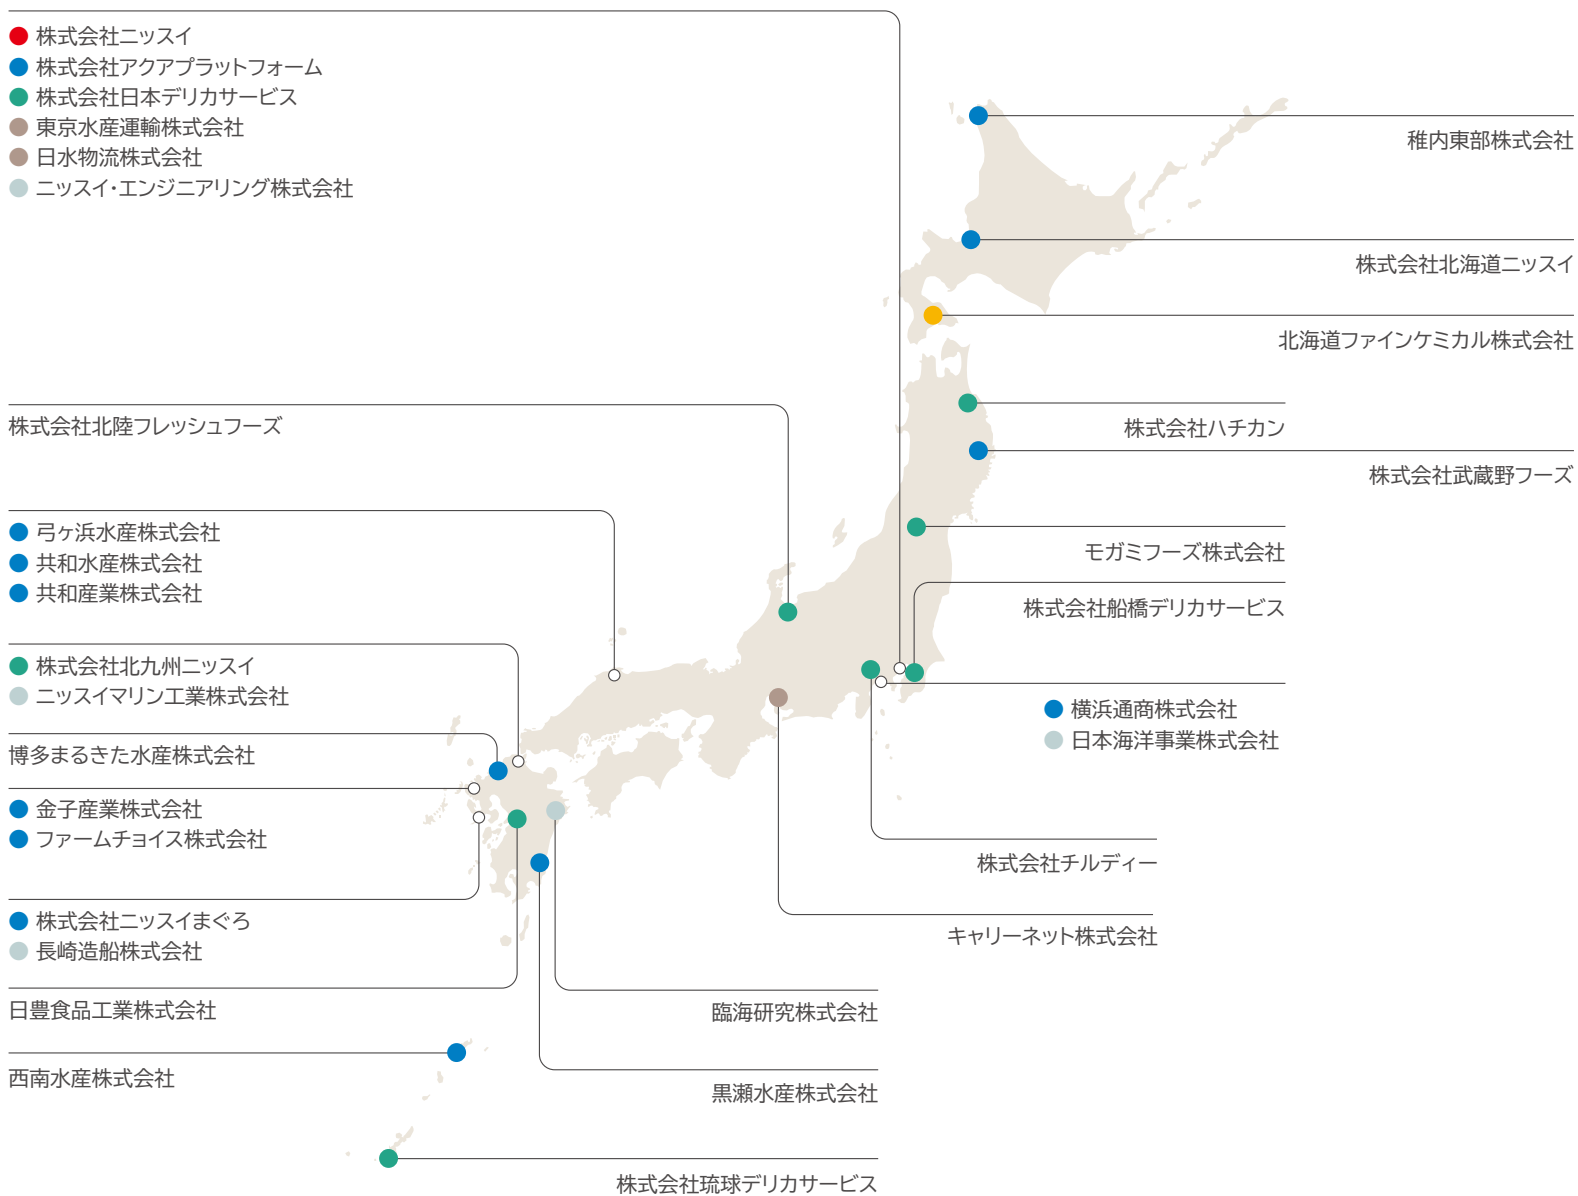 株式会社ニッスイ
株式会社アクアプラットフォーム
株式会社日本デリカサービス
東京水産運輸株式会社
日水物流株式会社
ニッスイ・エンジニアリング株式会社
稚内東部株式会社
株式会社北海道ニッスイ
北海道ファインケミカル株式会社
株式会社ハチカン
株式会社武蔵野フーズ
モガミフーズ株式会社
株式会社船橋デリカサービス
横浜通商株式会社
日本海洋事業株式会社
株式会社チルディー
キャリーネット株式会社
株式会社北陸フレッシュフーズ
弓ヶ浜水産株式会社
共和水産株式会社
共和産業株式会社
株式会社北九州ニッスイ
ニッスイマリン工業株式会社
博多まるきた水産株式会社
金子産業株式会社
ファームチョイス株式会社
株式会社ニッスイまぐろ
長崎造船株式会社
日豊食品工業株式会社
西南水産株式会社
臨海研究株式会社
黒瀬水産株式会社
株式会社琉球デリカサービス